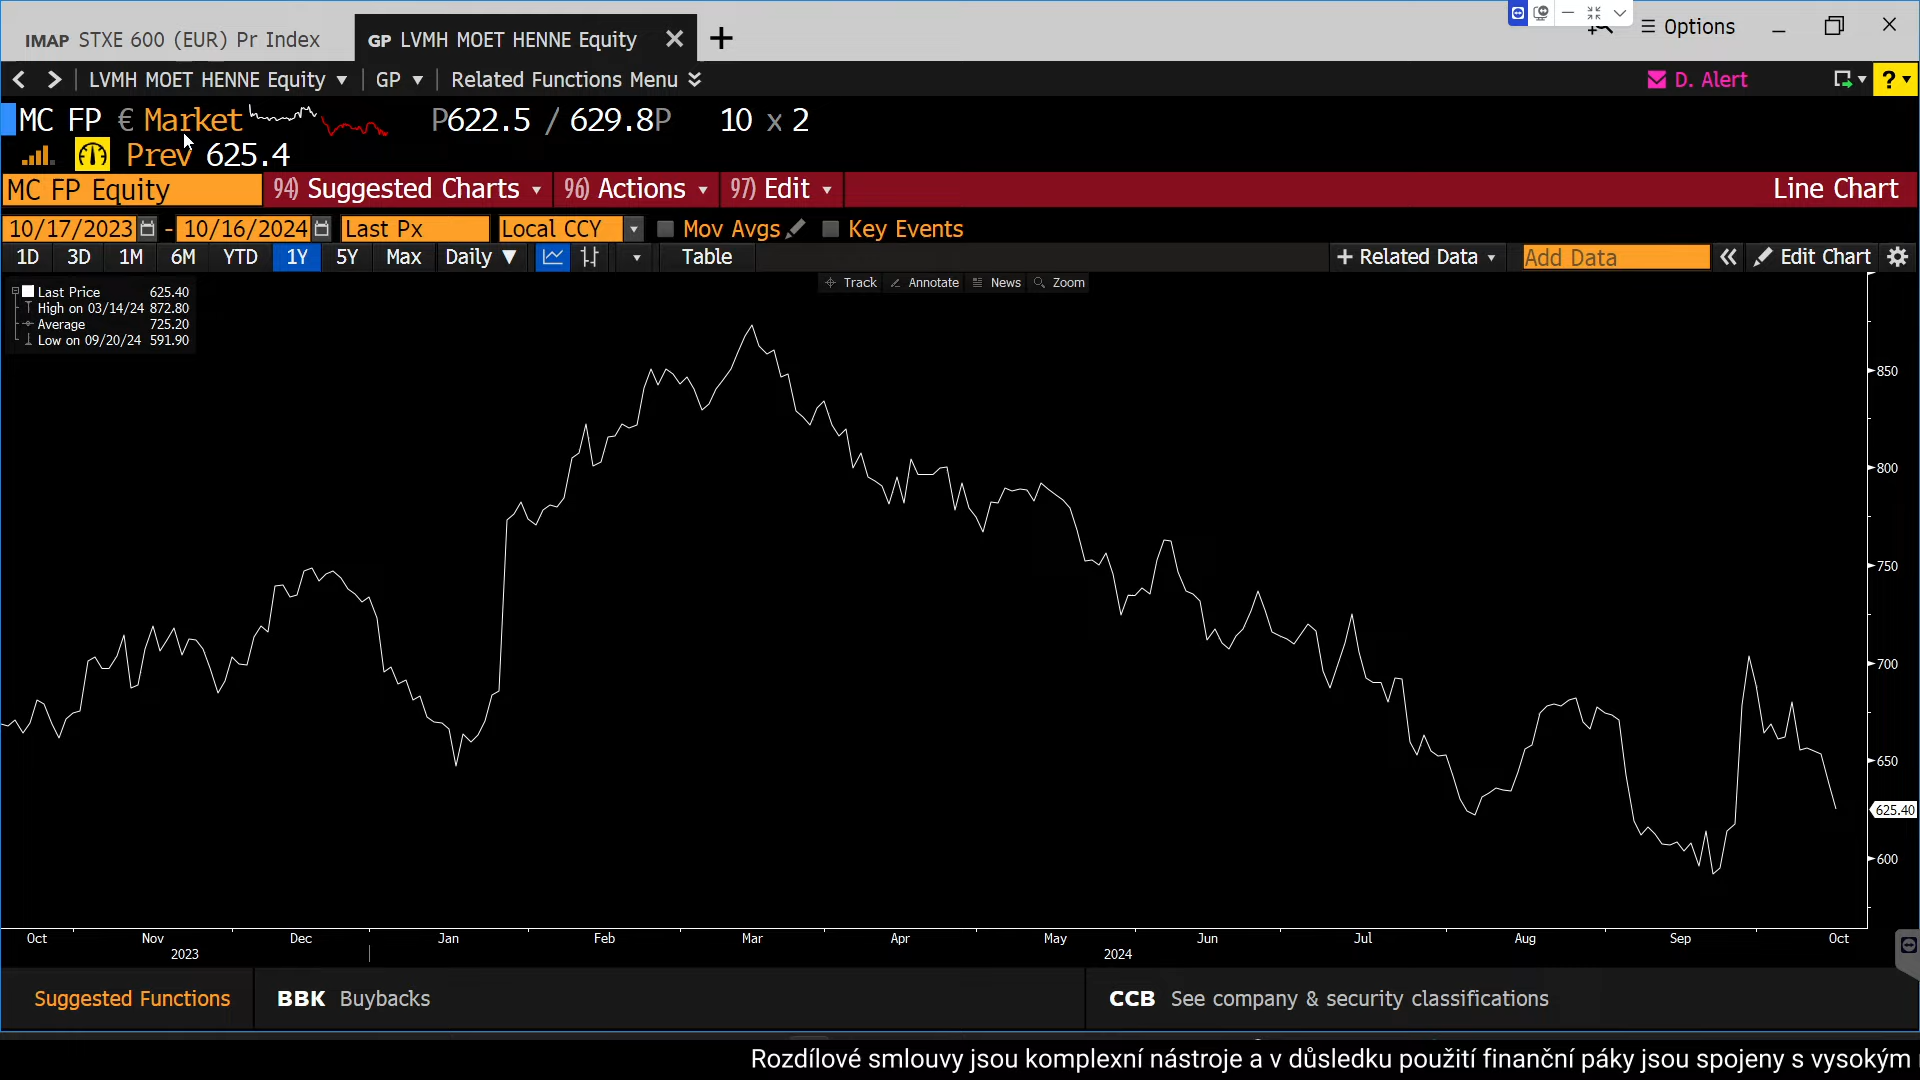 IMAP STXE 600 (EUR) Pr Index
GP LVMH MOET HENNE Equity
Options
LVMH MOET HENNE Equity GP Related Functions Menu
D. Alert
?
MC FP € Market P622.5 / 629.8P 10 x 2
Prev 625.4
MC FP Equity 94) Suggested Charts 96) Actions 97) Edit Line Chart
10/17/2023 - 10/16/2024 Last Px Local CCY Mov Avgs Key Events
1D 3D 1M 6M YTD 1Y 5Y Max Daily ▼ Table + Related Data Add Data « Edit Chart
Track Annotate News Zoom
Last Price 625.40
High on 03/14/24 872.80
Average 725.20
Low on 09/20/24 591.90
850
800
750
700
650
625.40
600
Oct Nov Dec Jan Feb Mar Apr May Jun Jul Aug Sep Oct
2023 2024
Suggested Functions BBK Buybacks CCB See company & security classifications
Rozdílové smlouvy jsou komplexní nástroje a v důsledku použití finanční páky jsou spojeny s vysokým